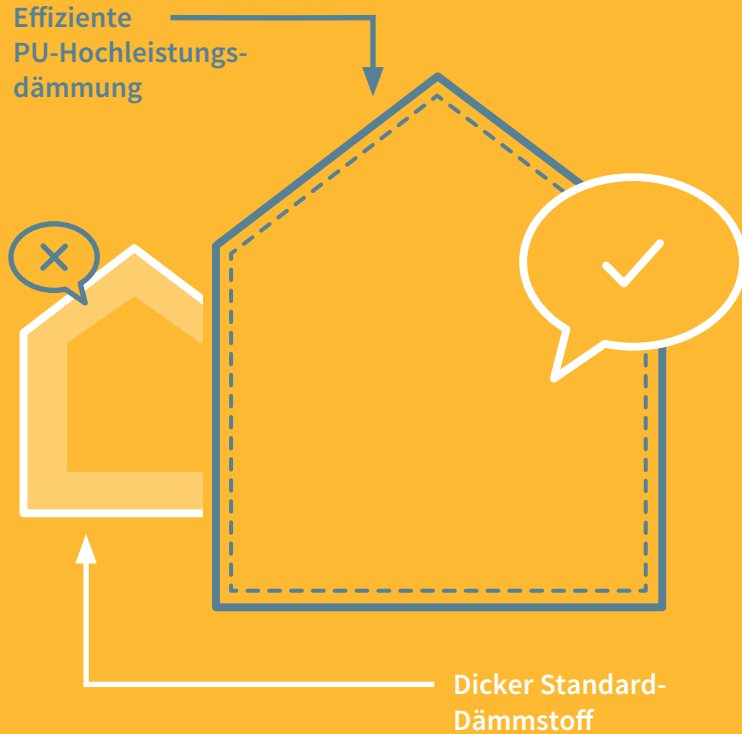 Effiziente
PU-Hochleistungs-
dämmung
Dicker Standard-
Dämmstoff